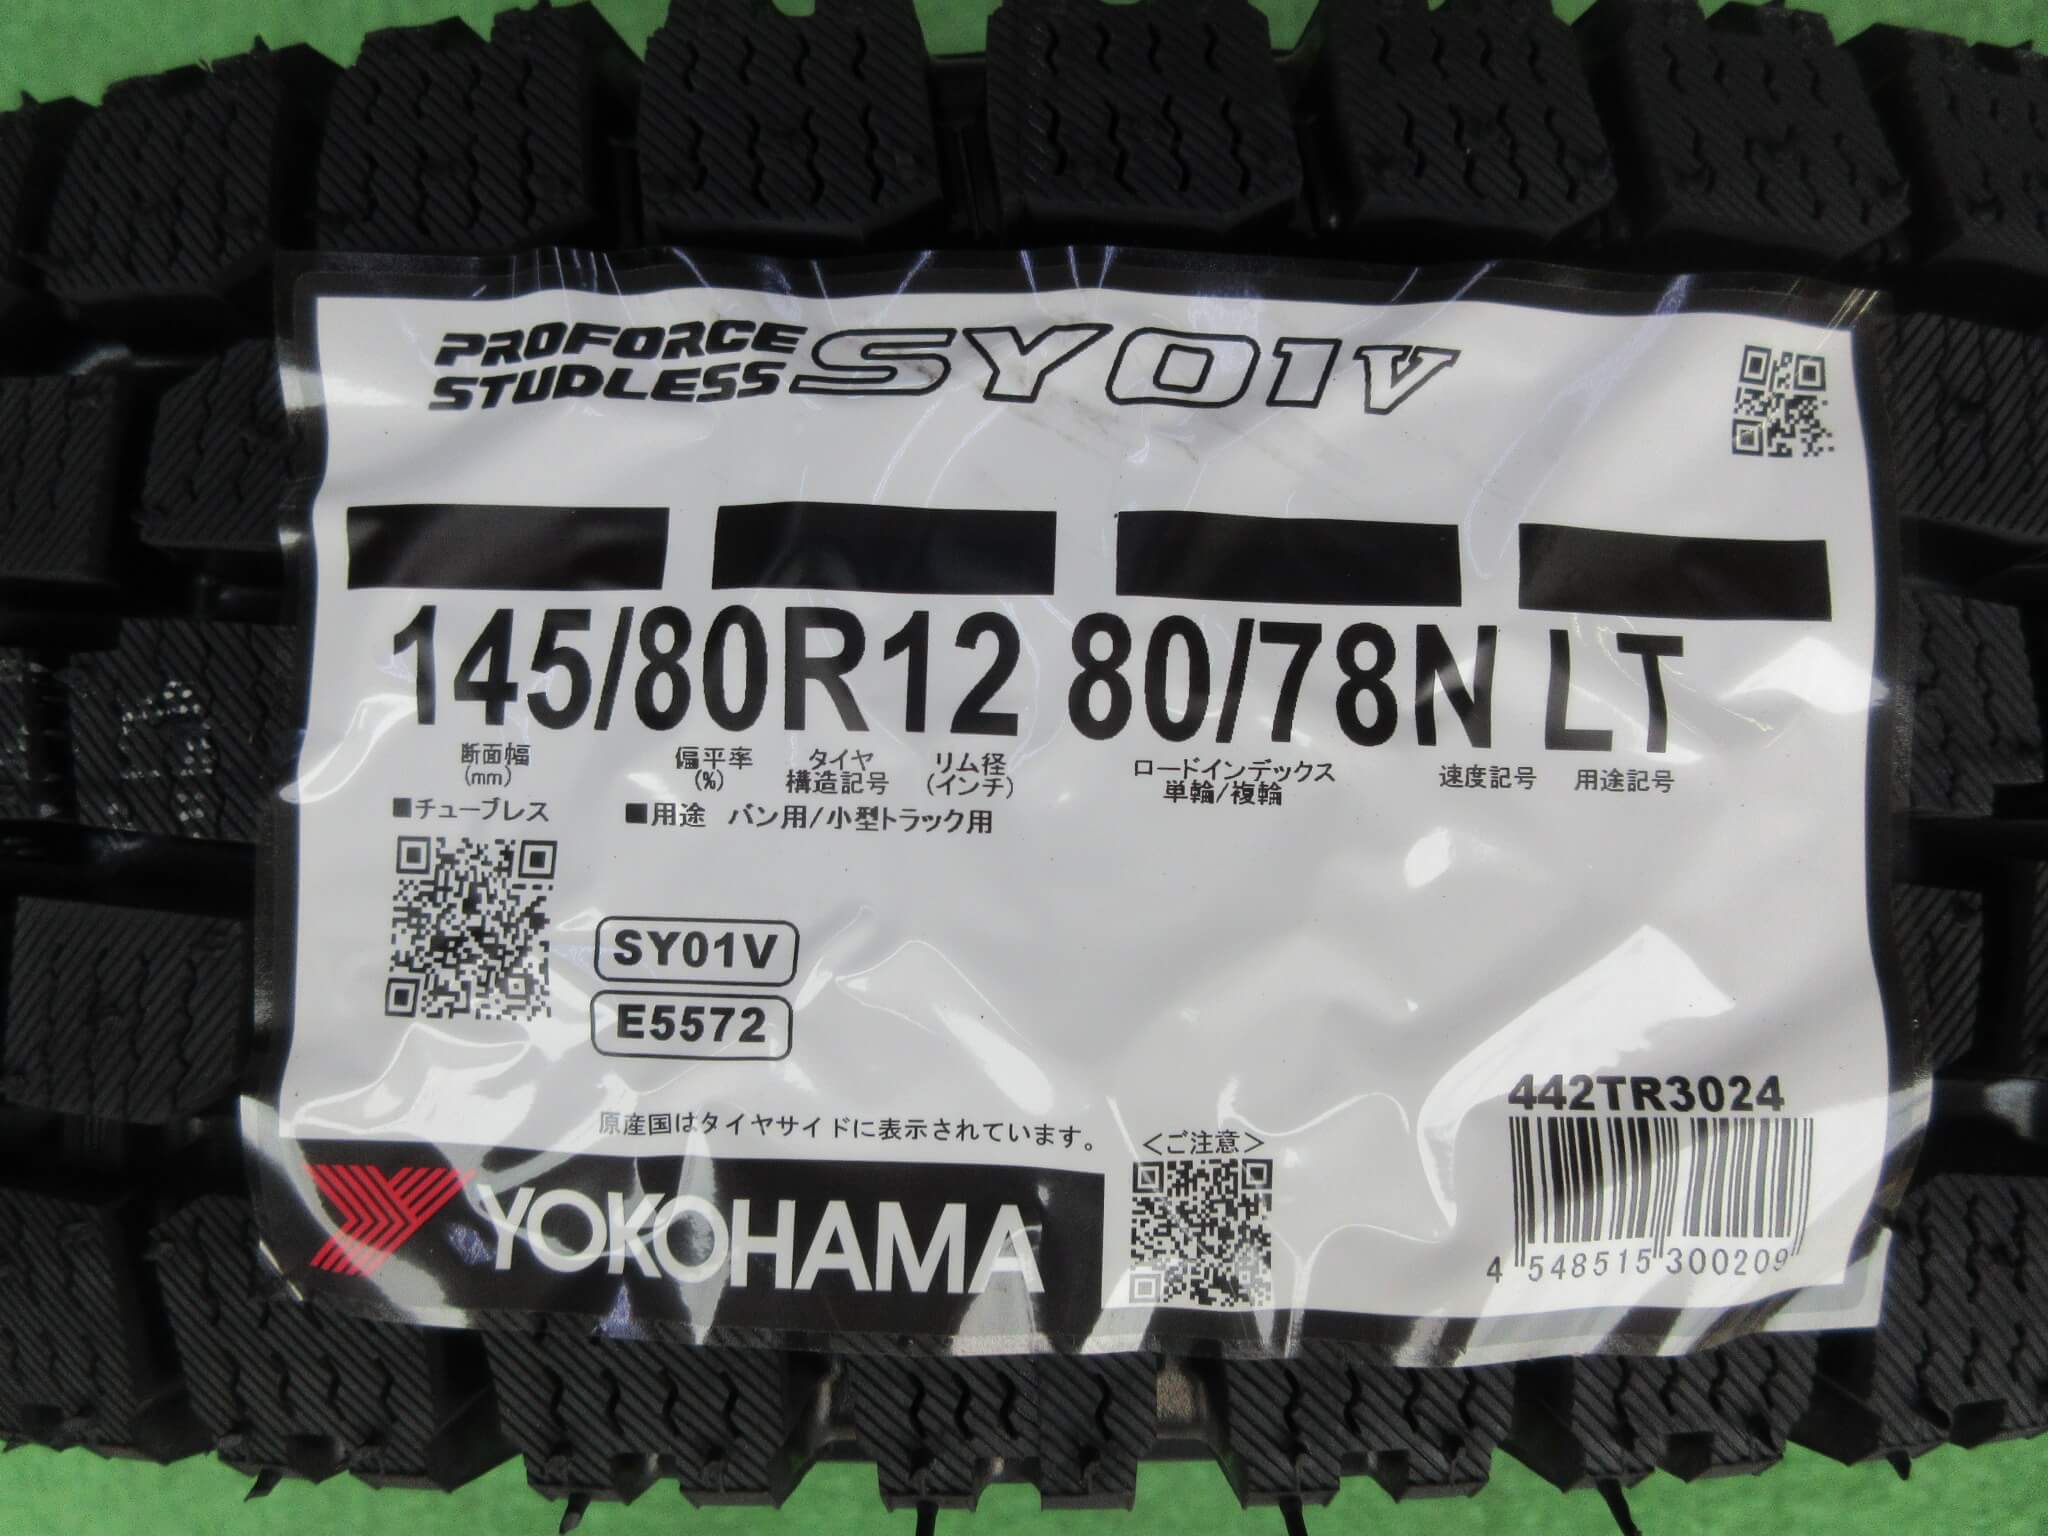 PROFORCE
STUDLESS SY01V
145/80R12 80/78N LT
断面幅 (mm)
偏平率 (%)
タイヤ 構造記号
リム径 (インチ)
ロードインデックス 単輪/複輪
速度記号
用途記号
■チューブレス ■用途 バン用/小型トラック用
SY01V
E5572
442TR3024
原産国はタイヤサイドに表示されています。
<ご注意>
YOKOHAMA
4 548515 300209